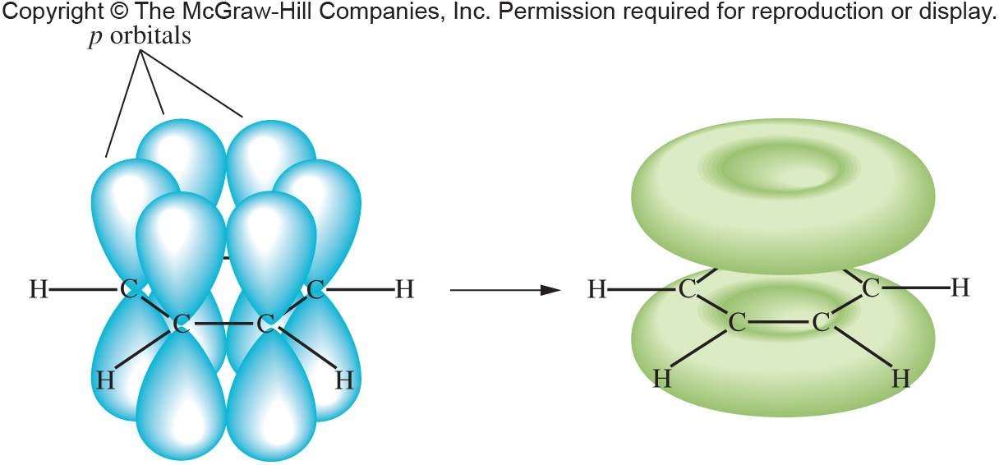 Copyright © The McGraw-Hill Companies, Inc. Permission required for reproduction or display.
p orbitals
H C C H
C C
H H
H C C H
C C
H H